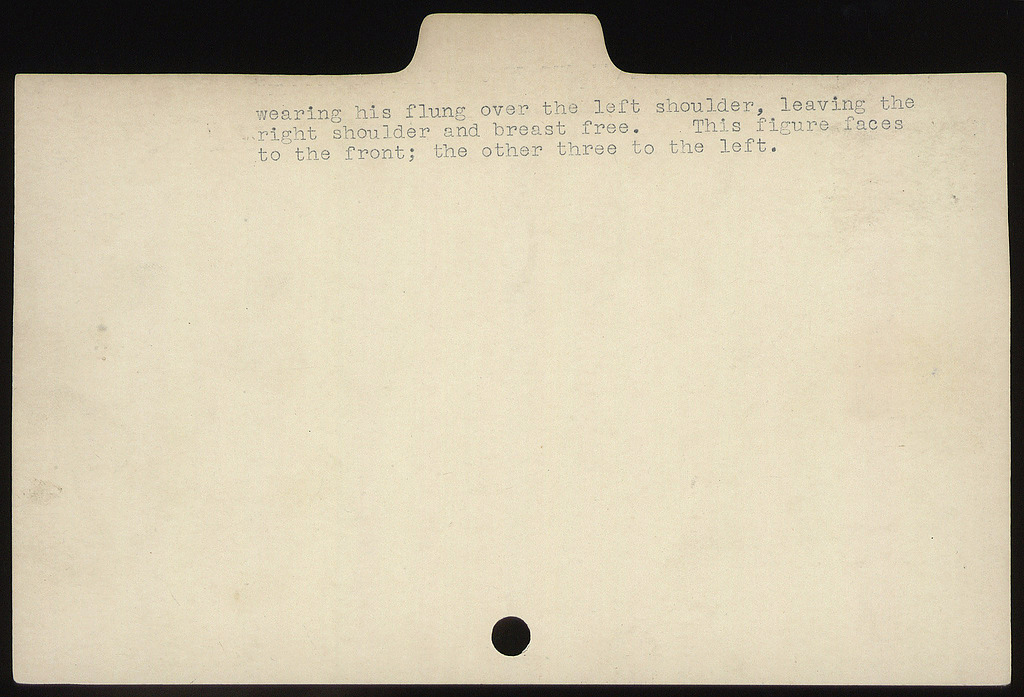 wearing his flung over the left shoulder, leaving the
right shoulder and breast free. This figure faces
to the front; the other three to the left.